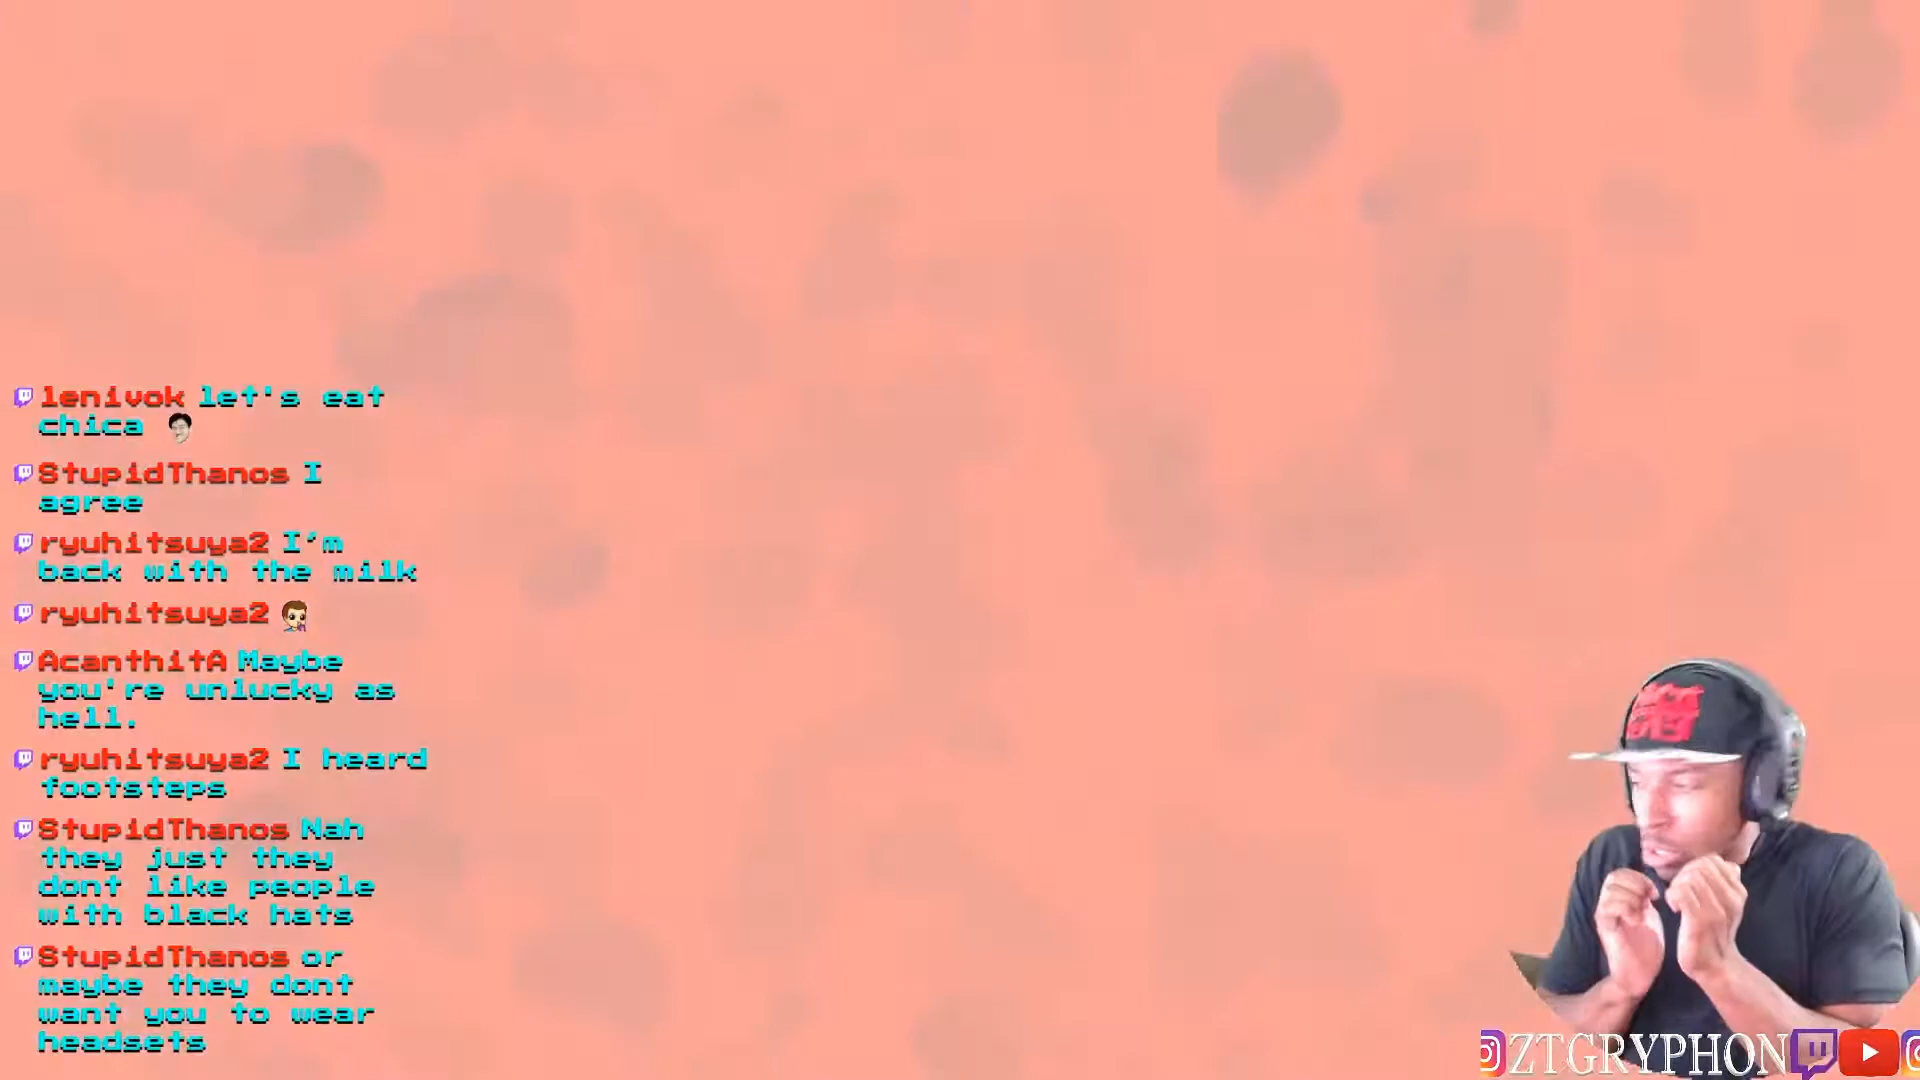 lenivok let's eat
chica
StupidThanos I
agree
ryuhitsuya2 I'm
back with the milk
ryuhitsuya2
AcanthitA Maybe
you're unlucky as
hell.
ryuhitsuya2 I heard
footsteps
StupidThanos Nah
they just they
dont like people
with black hats
StupidThanos or
maybe they dont
want you to wear
headsets
ZTGRYPHON